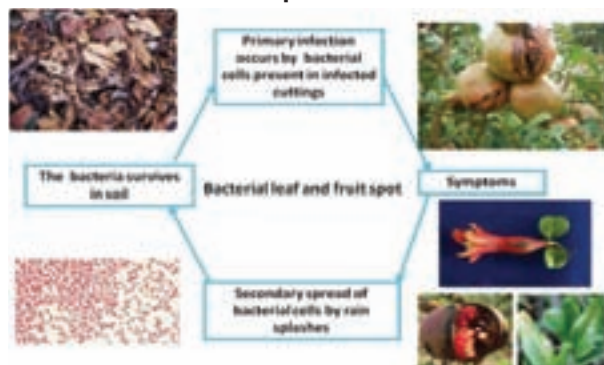 Primary infection
occurs by bacterial
cells present in infected
cuttings
The bacteria survives
in soil
Bacterial leaf and fruit spot
Symptoms
Secondary spread of
bacterial cells by rain
splashes